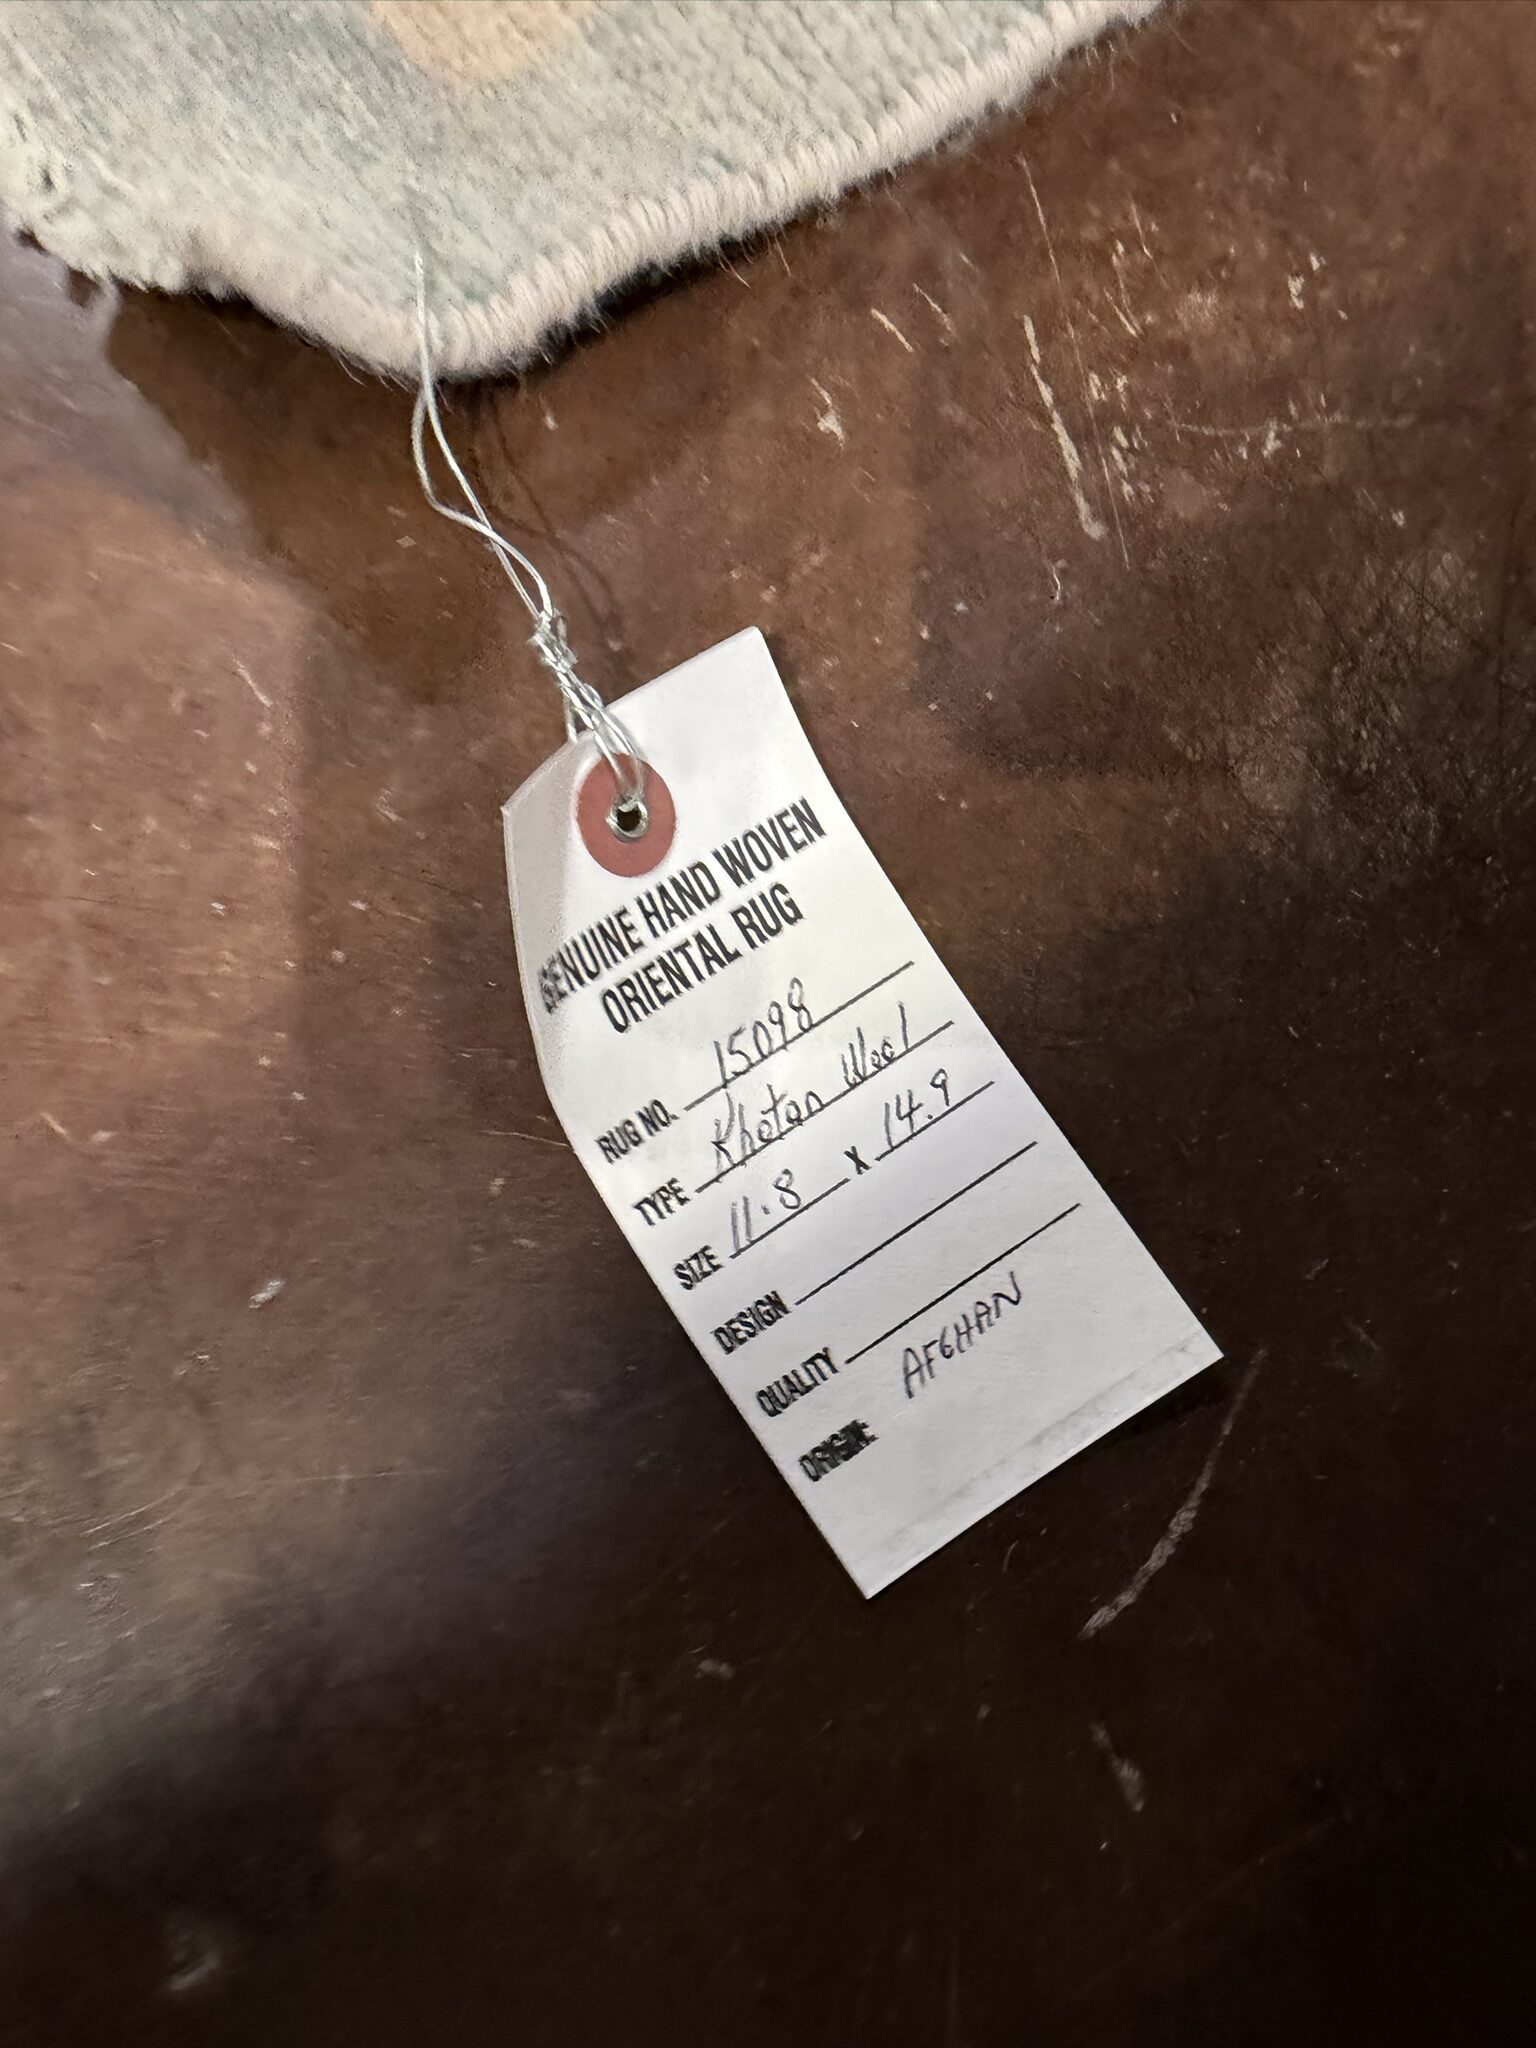 GENUINE HAND WOVEN
ORIENTAL RUG
RUG NO. 15098
TYPE Khotan Wool
SIZE 11.8 X 14.9
DESIGN
QUALITY
ORIGIN: AFGHAN